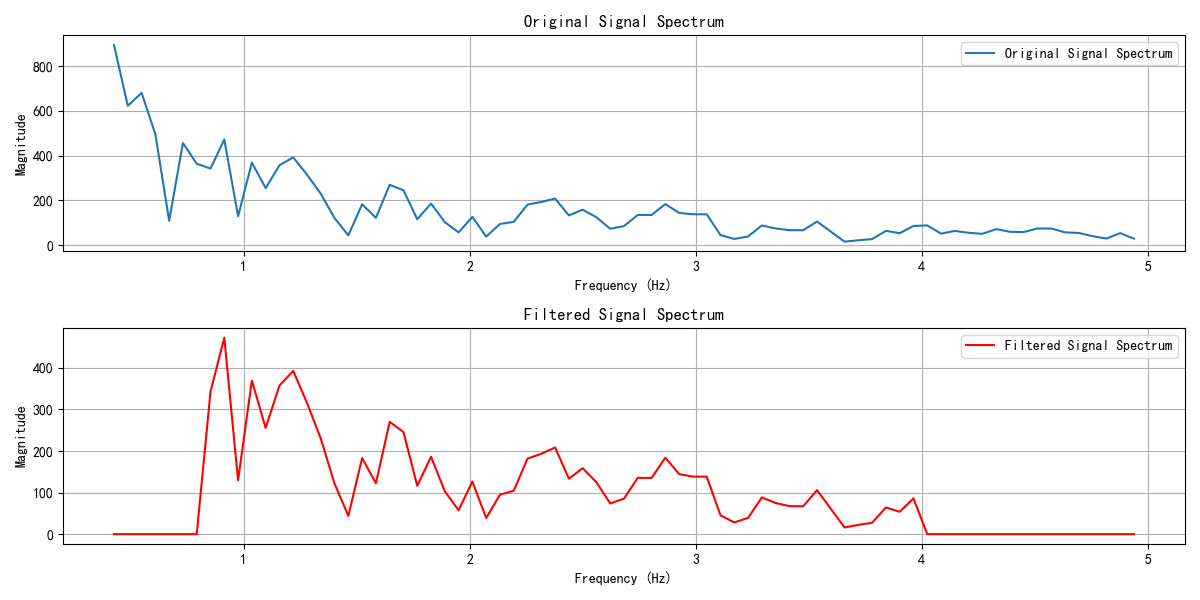 Original Signal Spectrum
Original Signal Spectrum
Magnitude
800
600
400
200
0
1 2 3 4 5
Frequency (Hz)
Filtered Signal Spectrum
Filtered Signal Spectrum
Magnitude
400
300
200
100
0
1 2 3 4 5
Frequency (Hz)